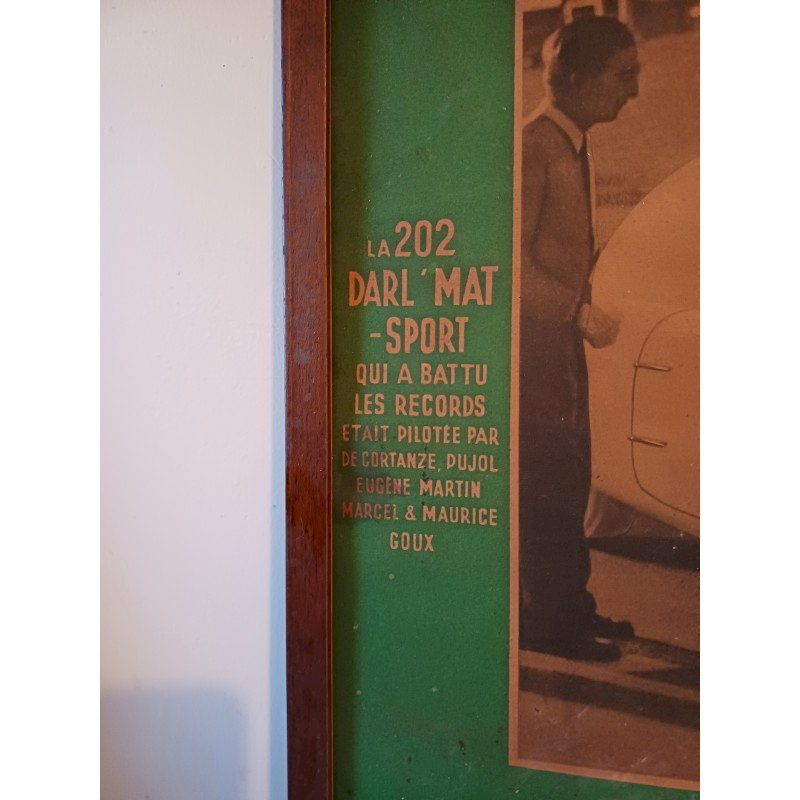 LA 202
DARL'MAT
-SPORT
QUI A BATTU
LES RECORDS
ETAIT PILOTÉE PAR
DE CORTANZE, PUJOL
EUGÈNE MARTIN
MARCEL & MAURICE
GOUX